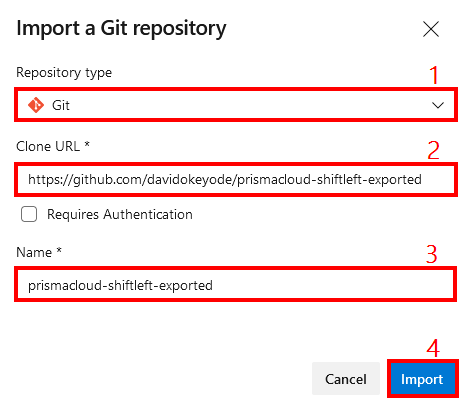 Import a Git repository
Repository type
1
Git
Clone URL *
2
https://github.com/davidokeyode/prismacloud-shiftleft-exported
Requires Authentication
Name *
3
prismacloud-shiftleft-exported
4
Cancel
Import